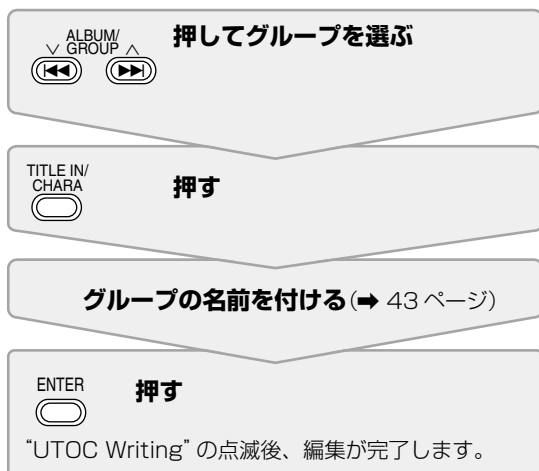 ALBUM/
∨ GROUP ∧
押してグループを選ぶ
TITLE IN/
CHARA
押す
グループの名前を付ける(➡ 43 ページ)
ENTER
押す
“UTOC Writing” の点滅後、編集が完了します。